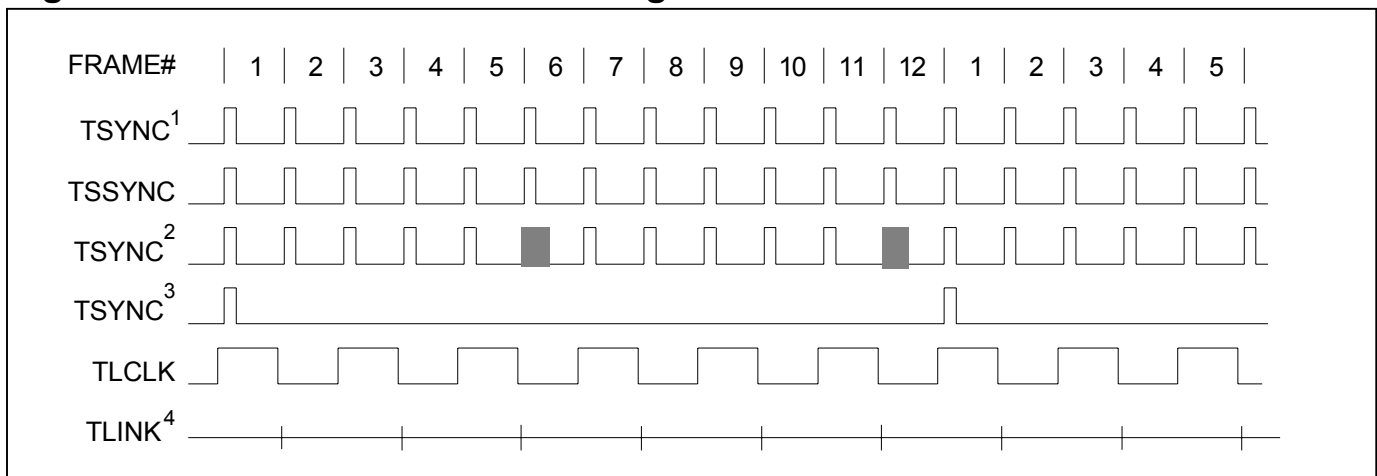 FRAME# 1 2 3 4 5 6 7 8 9 10 11 12 1 2 3 4 5
TSYNC1
TSSYNC
TSYNC2
TSYNC3
TLCLK
TLINK4